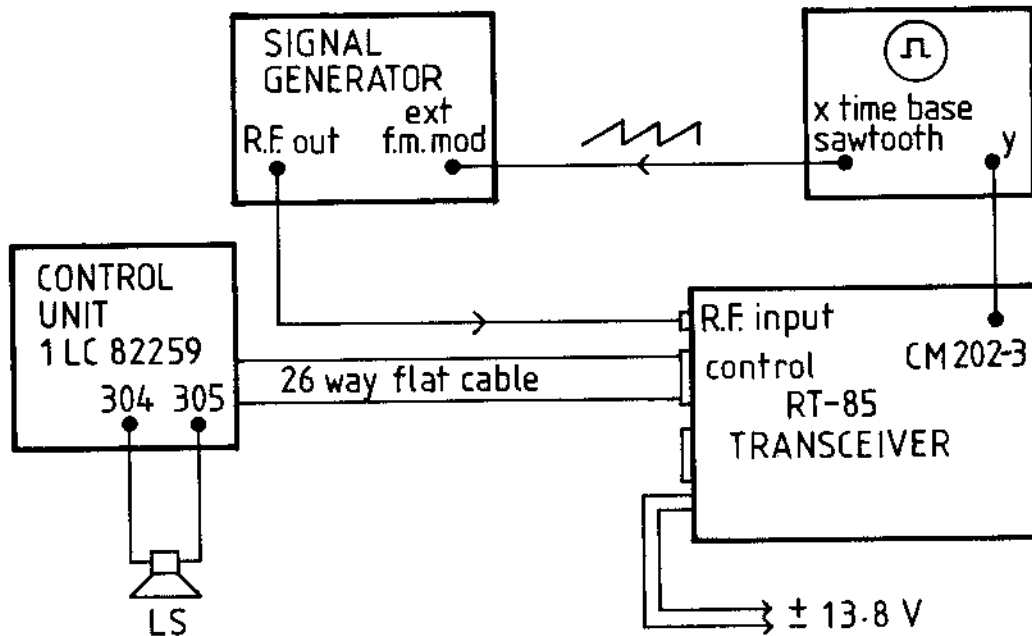 SIGNAL
GENERATOR
ext
R.F. out f.m. mod
x time base
sawtooth y
CONTROL
UNIT
1 LC 82259
304 305
26 way flat cable
R.F. input
control CM 202-3
RT-85
TRANSCEIVER
LS
± 13.8 V